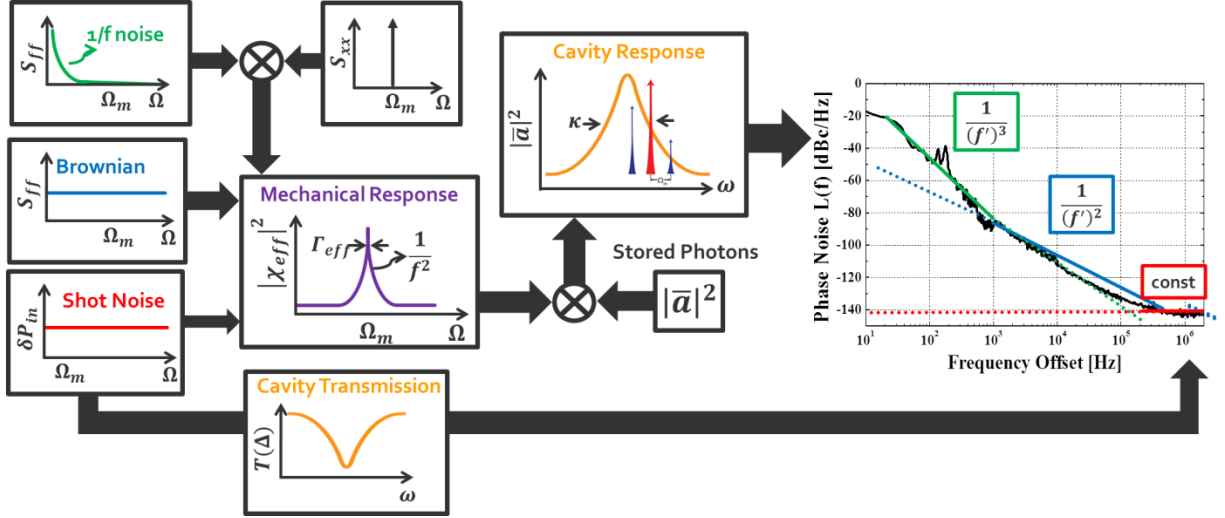 S_ff
1/f noise
Ω_m
Ω
S_xx
Ω_m
Ω
Brownian
S_ff
Ω_m
Ω
Shot Noise
δP_in
Ω_m
Ω
Mechanical Response
|χ_eff|²
Γ_eff
1/f²
Ω_m
Ω
Cavity Transmission
T(Δ)
ω
Cavity Response
|a̅|²
κ
Ω_m
ω
Stored Photons
|a̅|²
Phase Noise L(f) [dBc/Hz]
0
-20
-40
-60
-80
-100
-120
-140
1/(f′)³
1/(f′)²
const
10¹ 10² 10³ 10⁴ 10⁵ 10⁶
Frequency Offset [Hz]